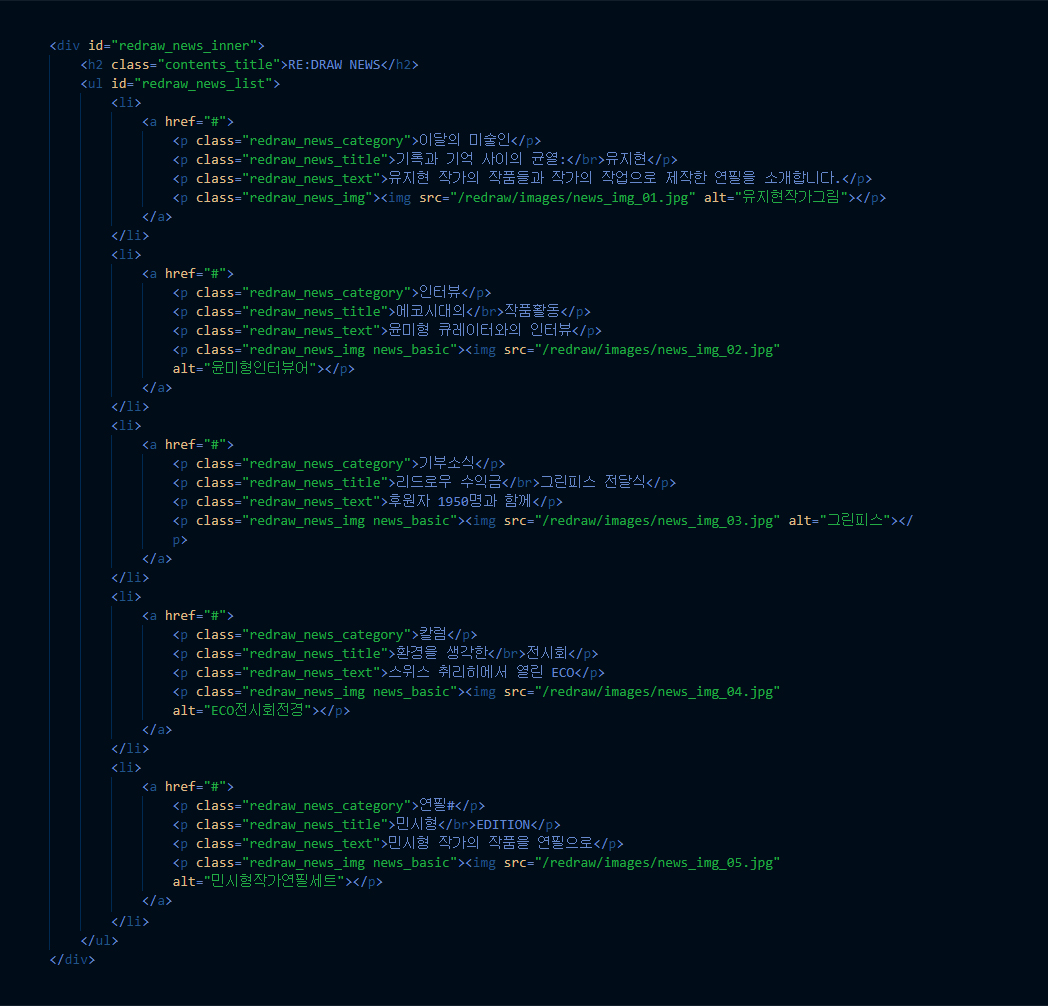 <div id="redraw_news_inner">
<h2 class="contents_title">RE:DRAW NEWS</h2>
<ul id="redraw_news_list">
<li>
<a href="#">
<p class="redraw_news_category">이달의 미술인</p>
<p class="redraw_news_title">기록과 기억 사이의 균열:</br>유지현</p>
<p class="redraw_news_text">유지현 작가의 작품들과 작가의 작업으로 제작한 연필을 소개합니다.</p>
<p class="redraw_news_img"><img src="/redraw/images/news_img_01.jpg" alt="유지현작가그림"></p>
</a>
</li>
<li>
<a href="#">
<p class="redraw_news_category">인터뷰</p>
<p class="redraw_news_title">에코시대의</br>작품활동</p>
<p class="redraw_news_text">윤미형 큐레이터와의 인터뷰</p>
<p class="redraw_news_img news_basic"><img src="/redraw/images/news_img_02.jpg"
alt="윤미형인터뷰어"></p>
</a>
</li>
<li>
<a href="#">
<p class="redraw_news_category">기부소식</p>
<p class="redraw_news_title">리드로우 수익금</br>그린피스 전달식</p>
<p class="redraw_news_text">후원자 1950명과 함께</p>
<p class="redraw_news_img news_basic"><img src="/redraw/images/news_img_03.jpg" alt="그린피스"></
p>
</a>
</li>
<li>
<a href="#">
<p class="redraw_news_category">칼럼</p>
<p class="redraw_news_title">환경을 생각한</br>전시회</p>
<p class="redraw_news_text">스위스 취리히에서 열린 ECO</p>
<p class="redraw_news_img news_basic"><img src="/redraw/images/news_img_04.jpg"
alt="ECO전시회전경"></p>
</a>
</li>
<li>
<a href="#">
<p class="redraw_news_category">연필#</p>
<p class="redraw_news_title">민시형</br>EDITION</p>
<p class="redraw_news_text">민시형 작가의 작품을 연필으로</p>
<p class="redraw_news_img news_basic"><img src="/redraw/images/news_img_05.jpg"
alt="민시형작가연필세트"></p>
</a>
</li>
</ul>
</div>